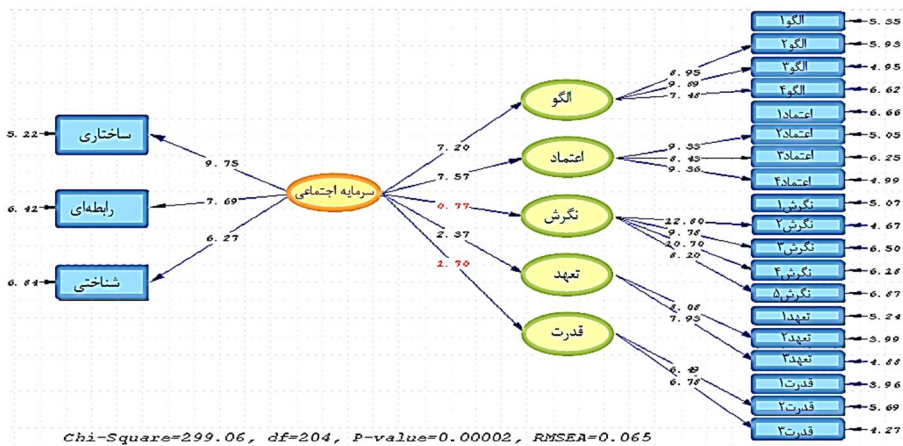 ساختاری
رابطه‌ای
شناختی
5.22
6.42
6.84
9.75
7.69
6.27
سرمایه اجتماعی
7.20
7.57
0.77
2.37
1.70
الگو
اعتماد
نگرش
تعهد
قدرت
8.95
9.89
7.48
9.33
8.43
9.36
12.80
9.78
10.70
8.20
8.08
7.93
6.42
6.78
الگو۱ 5.35
الگو۲ 5.93
الگو۳ 4.95
الگو۴ 6.62
اعتماد۱ 6.66
اعتماد۲ 5.05
اعتماد۳ 6.25
اعتماد۴ 4.99
نگرش۱ 5.07
نگرش۲ 4.67
نگرش۳ 6.50
نگرش۴ 6.18
نگرش۵ 6.87
تعهد۱ 5.24
تعهد۲ 3.99
تعهد۳ 4.88
قدرت۱ 3.96
قدرت۲ 5.69
قدرت۳ 4.27
Chi-Square=299.06, df=204, P-value=0.00002, RMSEA=0.065